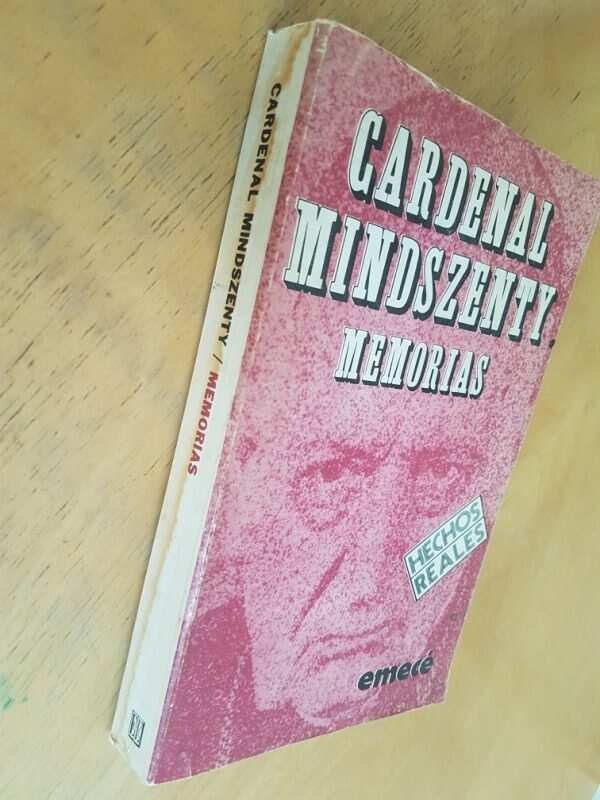 CARDENAL MINDSZENTY / MEMORIAS
CARDENAL
MINDSZENTY
MEMORIAS
HECHOS
REALES
emecé